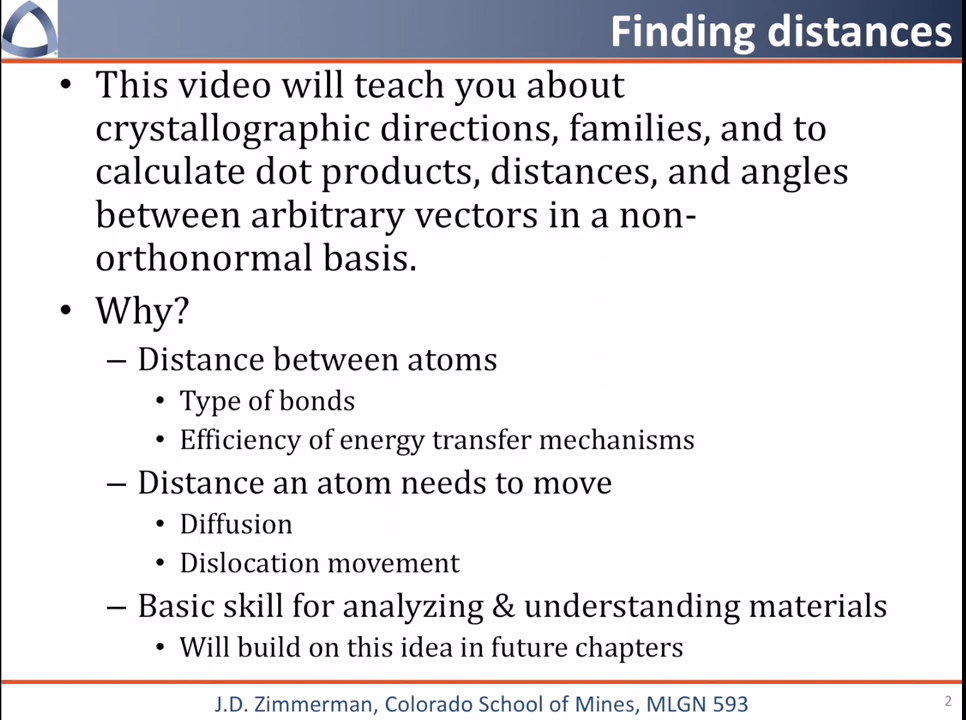 Finding distances
• This video will teach you about
crystallographic directions, families, and to
calculate dot products, distances, and angles
between arbitrary vectors in a non-
orthonormal basis.
• Why?
– Distance between atoms
• Type of bonds
• Efficiency of energy transfer mechanisms
– Distance an atom needs to move
• Diffusion
• Dislocation movement
– Basic skill for analyzing & understanding materials
• Will build on this idea in future chapters
J.D. Zimmerman, Colorado School of Mines, MLGN 593
2